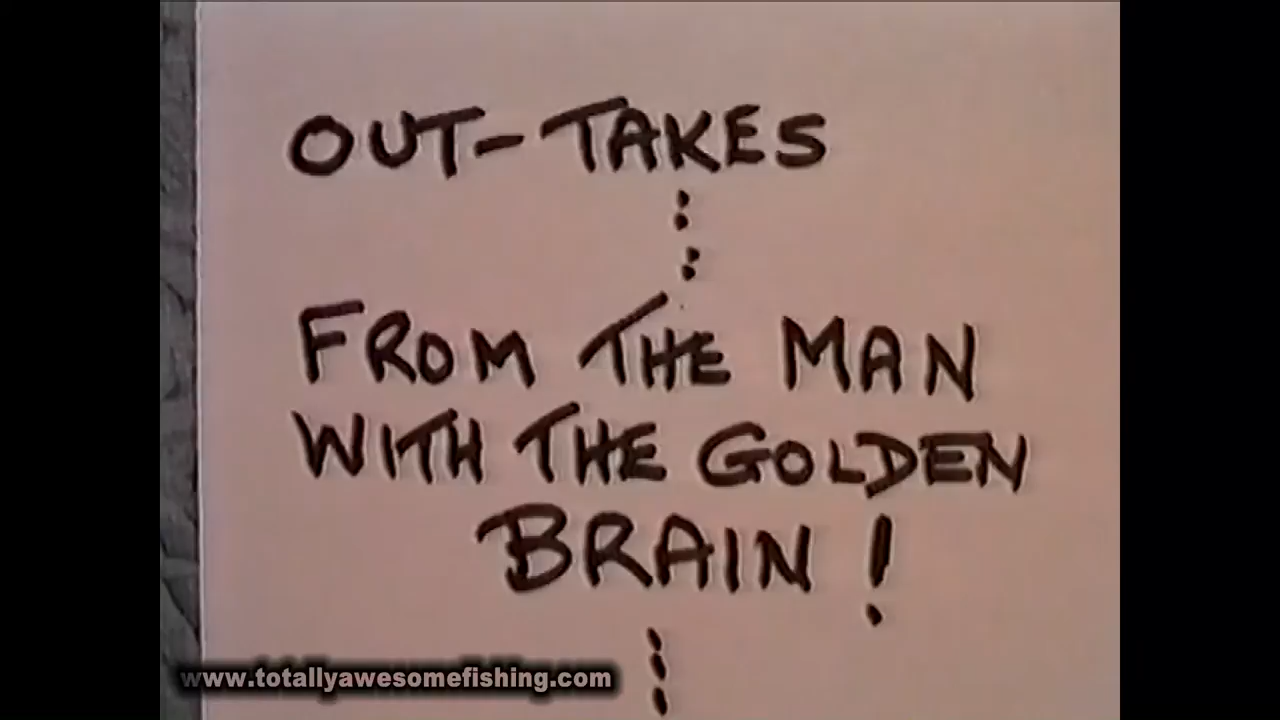 OUT-TAKES
:
:
FROM THE MAN
WITH THE GOLDEN
BRAIN!
⋮
www.totallyawesomefishing.com